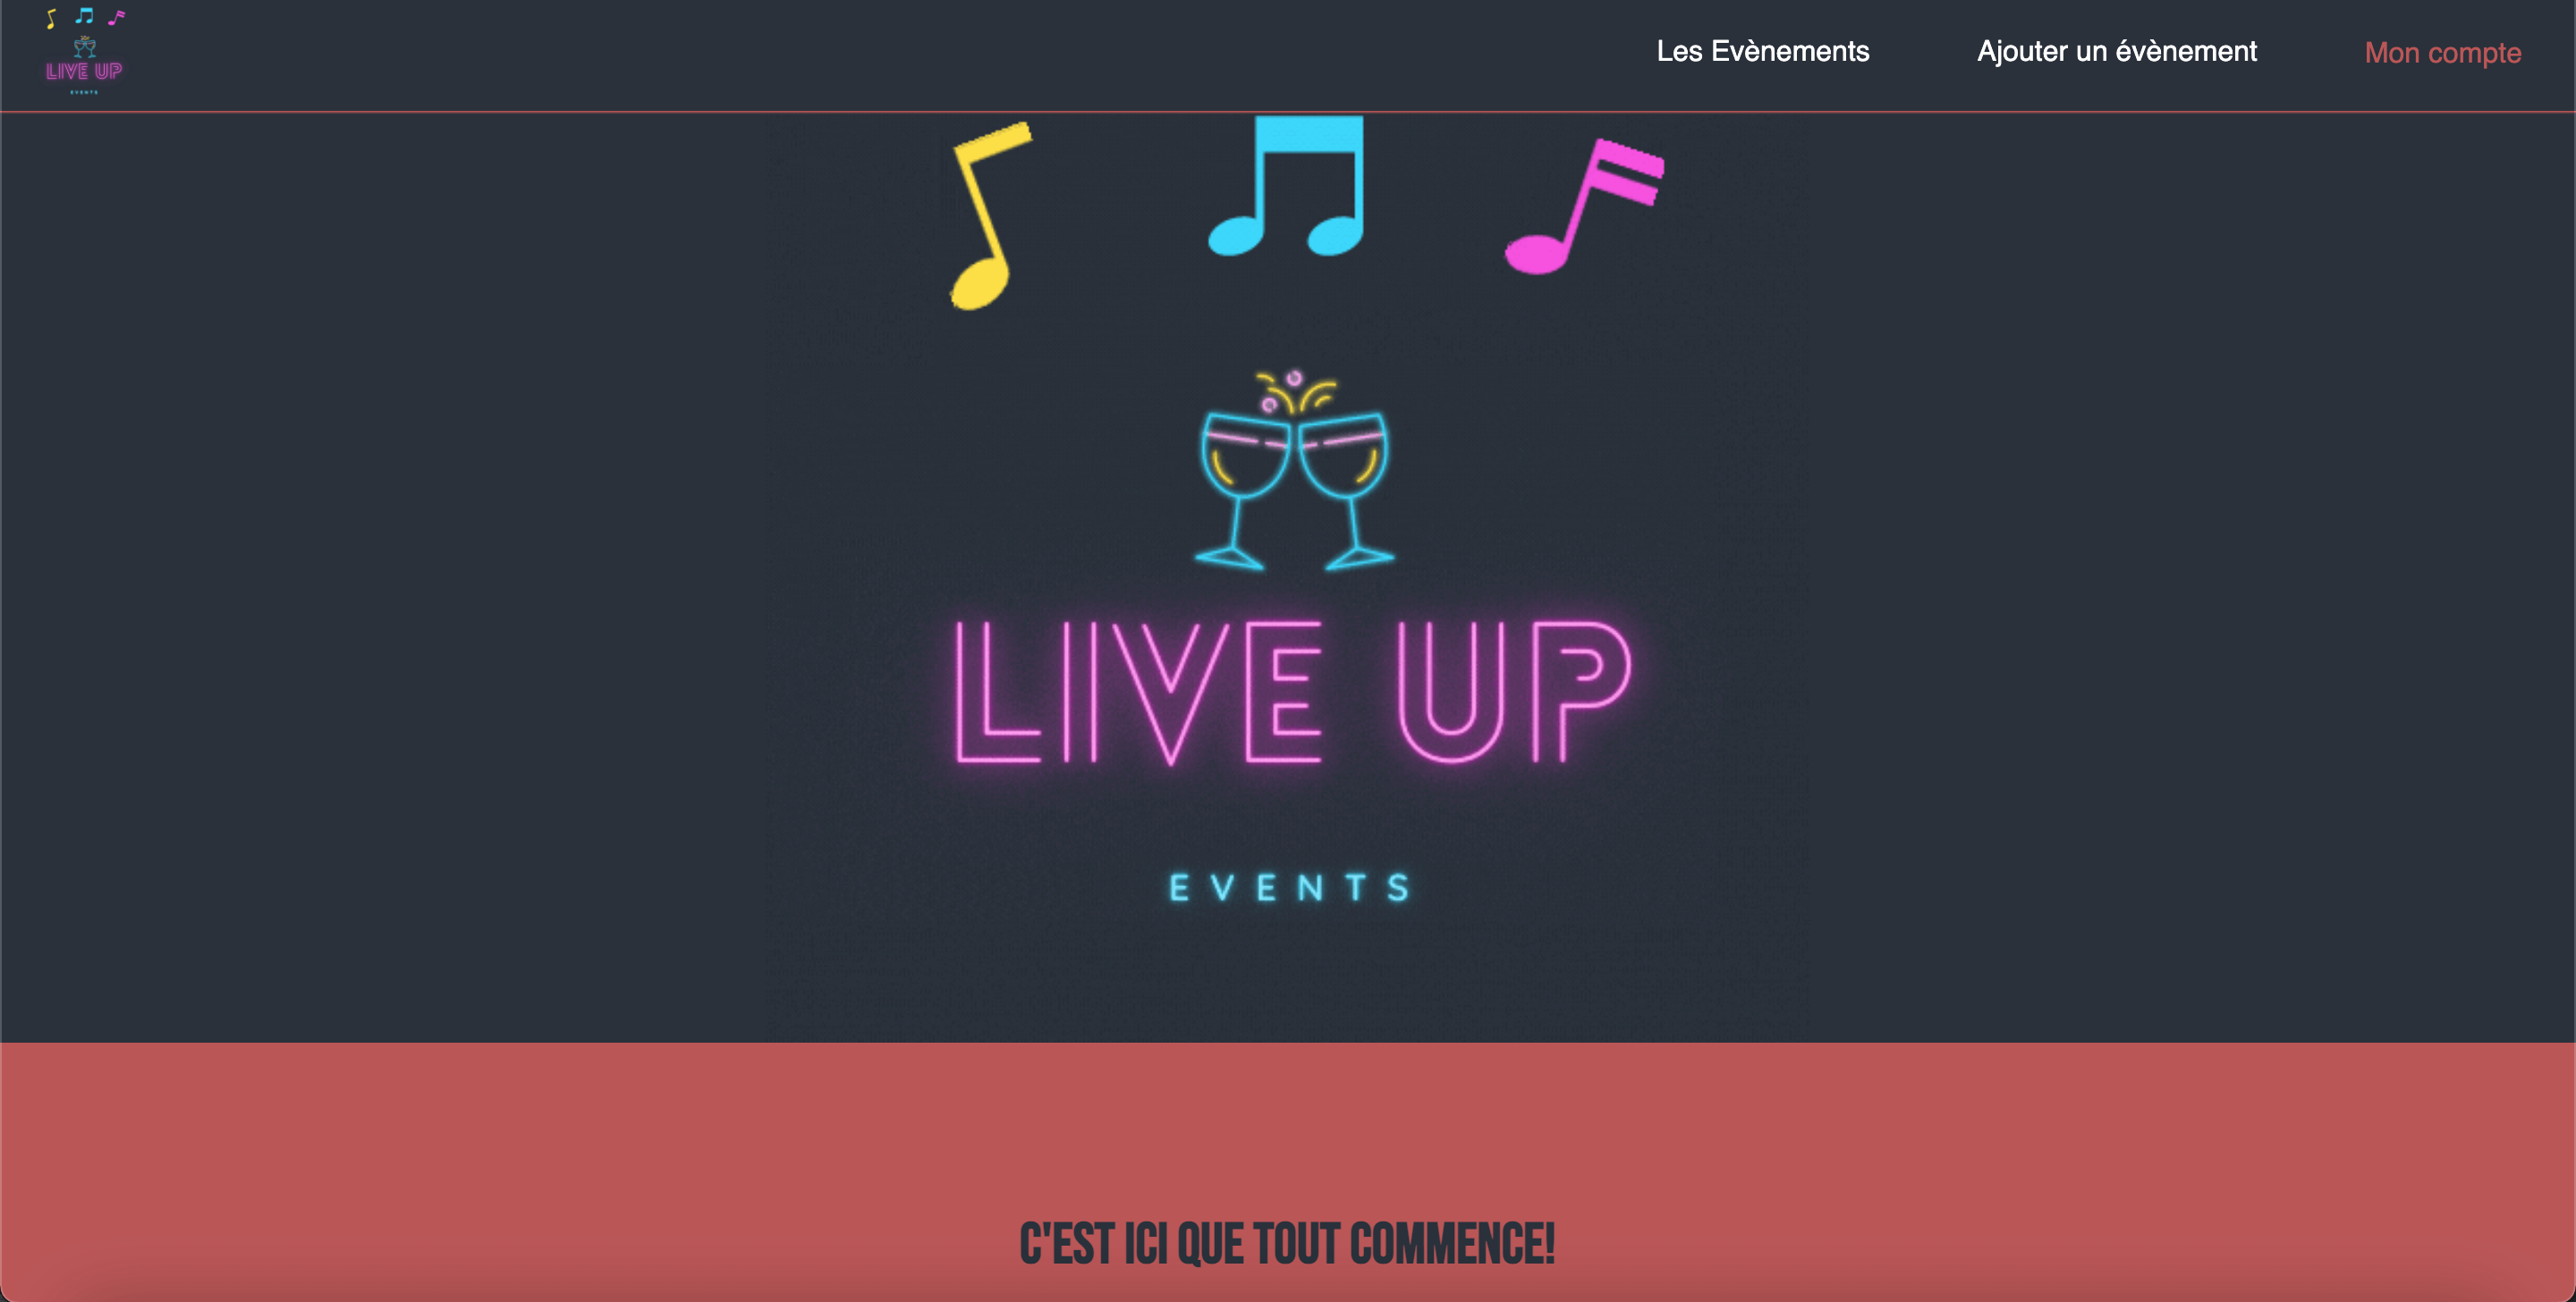 LIVE UP
EVENTS
Les Evènements
Ajouter un évènement
Mon compte
LIVE UP
EVENTS
C'EST ICI QUE TOUT COMMENCE!